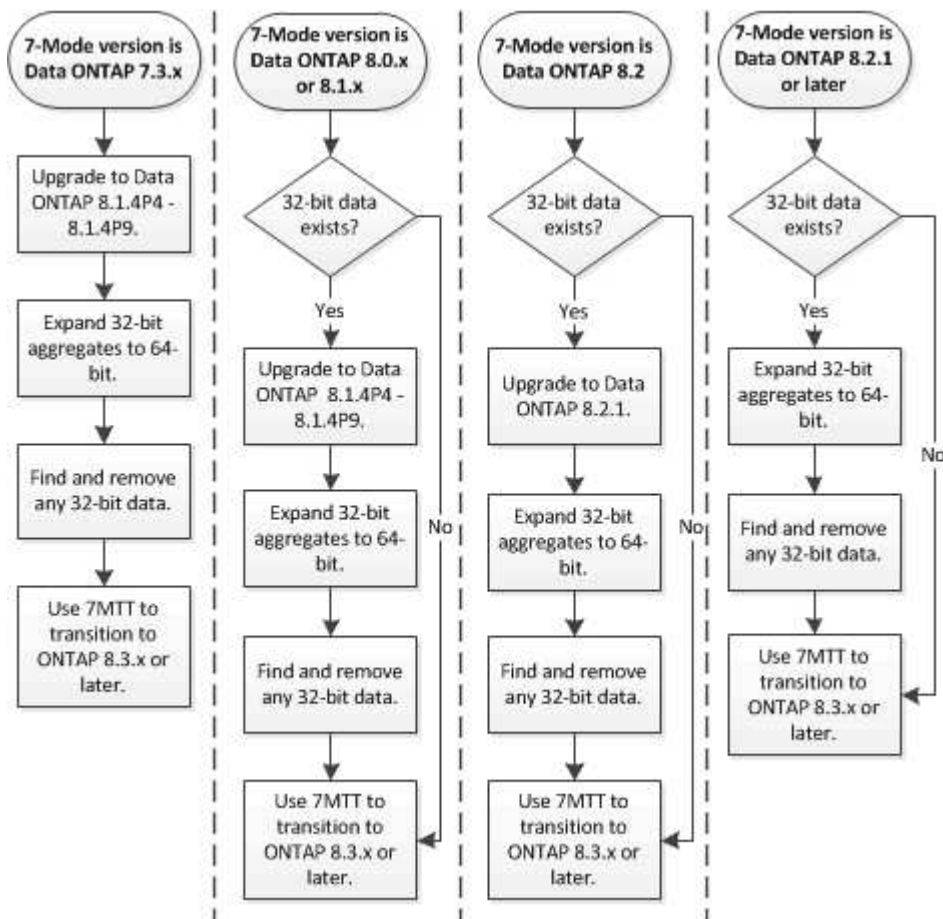 7-Mode version is
Data ONTAP 7.3.x
Upgrade to Data
ONTAP 8.1.4P4 -
8.1.4P9.
Expand 32-bit
aggregates to 64-
bit.
Find and remove
any 32-bit data.
Use 7MTT to
transition to
ONTAP 8.3.x or
later.
7-Mode version is
Data ONTAP 8.0.x
or 8.1.x
32-bit data
exists?
Yes
Upgrade to Data
ONTAP 8.1.4P4 -
8.1.4P9.
Expand 32-bit
aggregates to 64-
bit.
No
Find and remove
any 32-bit data.
Use 7MTT to
transition to
ONTAP 8.3.x or
later.
7-Mode version is
Data ONTAP 8.2
32-bit data
exists?
Yes
Upgrade to Data
ONTAP 8.2.1.
Expand 32-bit
aggregates to 64-
bit.
No
Find and remove
any 32-bit data.
Use 7MTT to
transition to
ONTAP 8.3.x or
later.
7-Mode version is
Data ONTAP 8.2.1
or later
32-bit data
exists?
Yes
Expand 32-bit
aggregates to 64-
bit.
No
Find and remove
any 32-bit data.
Use 7MTT to
transition to
ONTAP 8.3.x or
later.